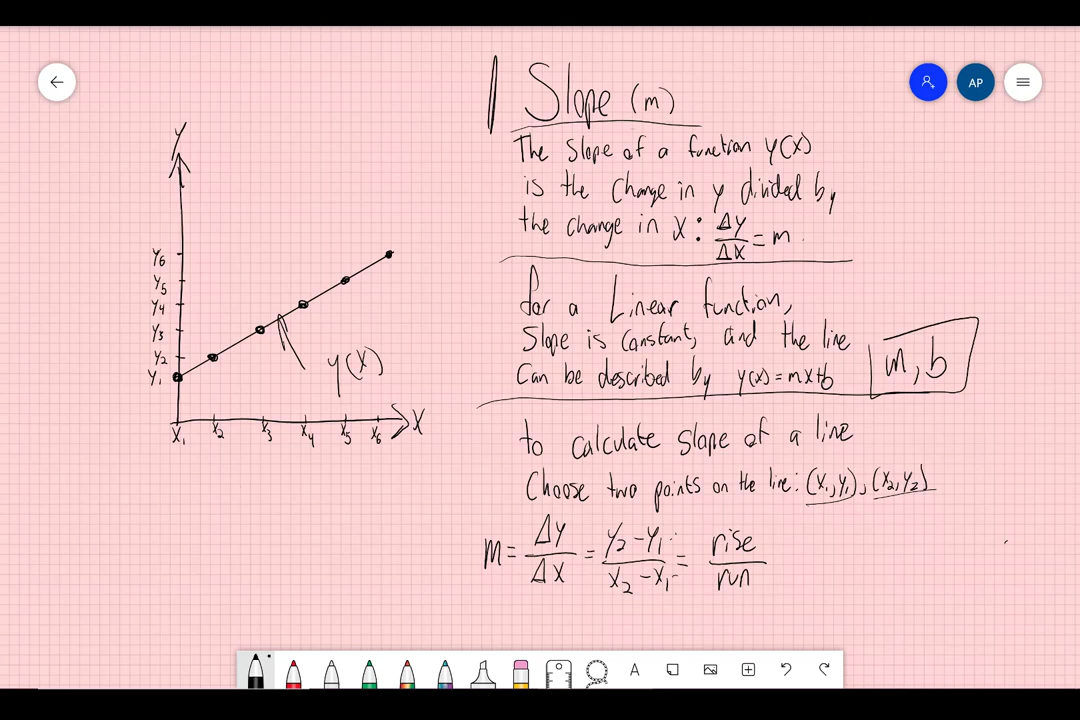 AP
Slope (m)
The Slope of a function y(X)
is the change in y divided by
the change in X : ΔY/ΔX = m
for a Linear function,
Slope is constant, and the line
Can be described by y(x) = mx+b
m, b
to calculate slope of a line
Choose two points on the line: (X₁,Y₁), (X₂,Y₂)
m = ΔY/ΔX = Y₂-Y₁/X₂-X₁ = rise/run
Y
Y₆
Y₅
Y₄
Y₃
Y₂
Y₁
y(X)
X₁ X₂ X₃ X₄ X₅ X₆ X
A